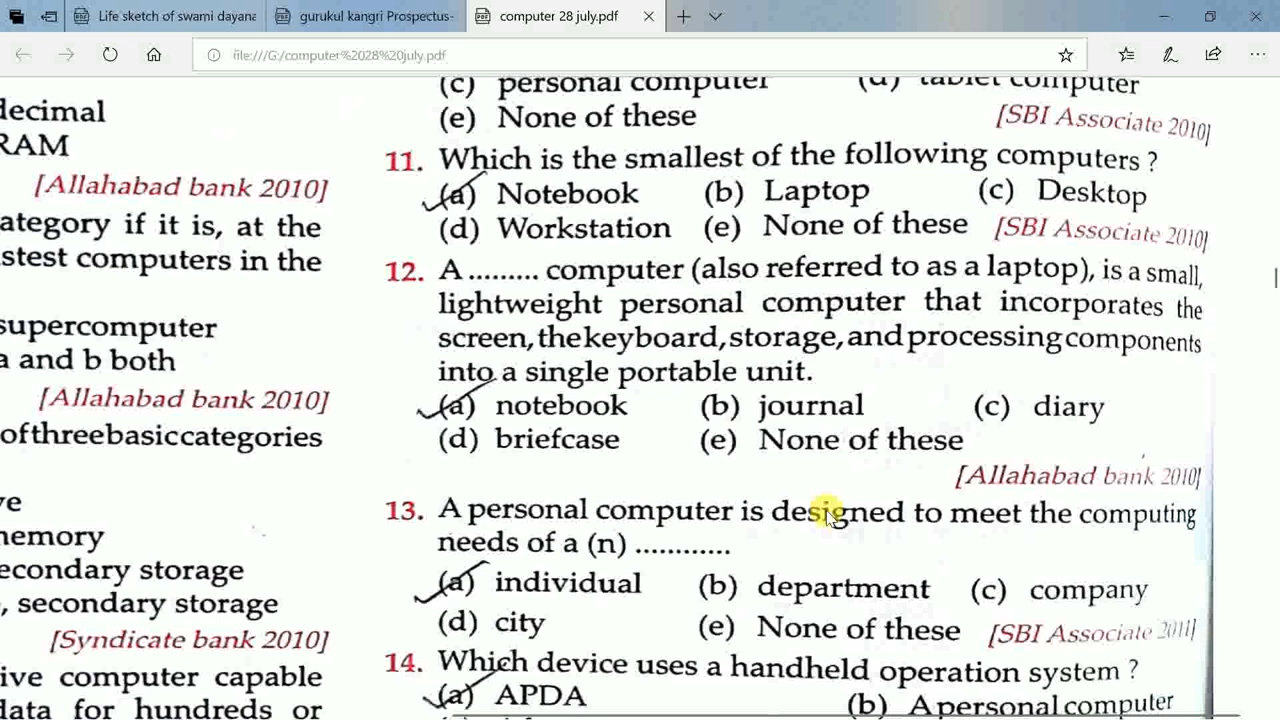 Life sketch of swami dayana
gurukul kangri Prospectus-
computer 28 july.pdf
file:///G:/computer%2028%20july.pdf
decimal
RAM
[Allahabad bank 2010]
ategory if it is, at the
stest computers in the
supercomputer
a and b both
[Allahabad bank 2010]
of three basic categories
ve
memory
econdary storage
, secondary storage
[Syndicate bank 2010]
ive computer capable
data for hundreds or
(c) personal computer (d) tablet computer
(e) None of these [SBI Associate 2010]
11. Which is the smallest of the following computers ?
(a) Notebook (b) Laptop (c) Desktop
(d) Workstation (e) None of these [SBI Associate 2010]
12. A ......... computer (also referred to as a laptop), is a small,
lightweight personal computer that incorporates the
screen, the keyboard, storage, and processing components
into a single portable unit.
(a) notebook (b) journal (c) diary
(d) briefcase (e) None of these
[Allahabad bank 2010]
13. A personal computer is designed to meet the computing
needs of a (n) ............
(a) individual (b) department (c) company
(d) city (e) None of these [SBI Associate 2011]
14. Which device uses a handheld operation system ?
(a) APDA (b) A personal computer